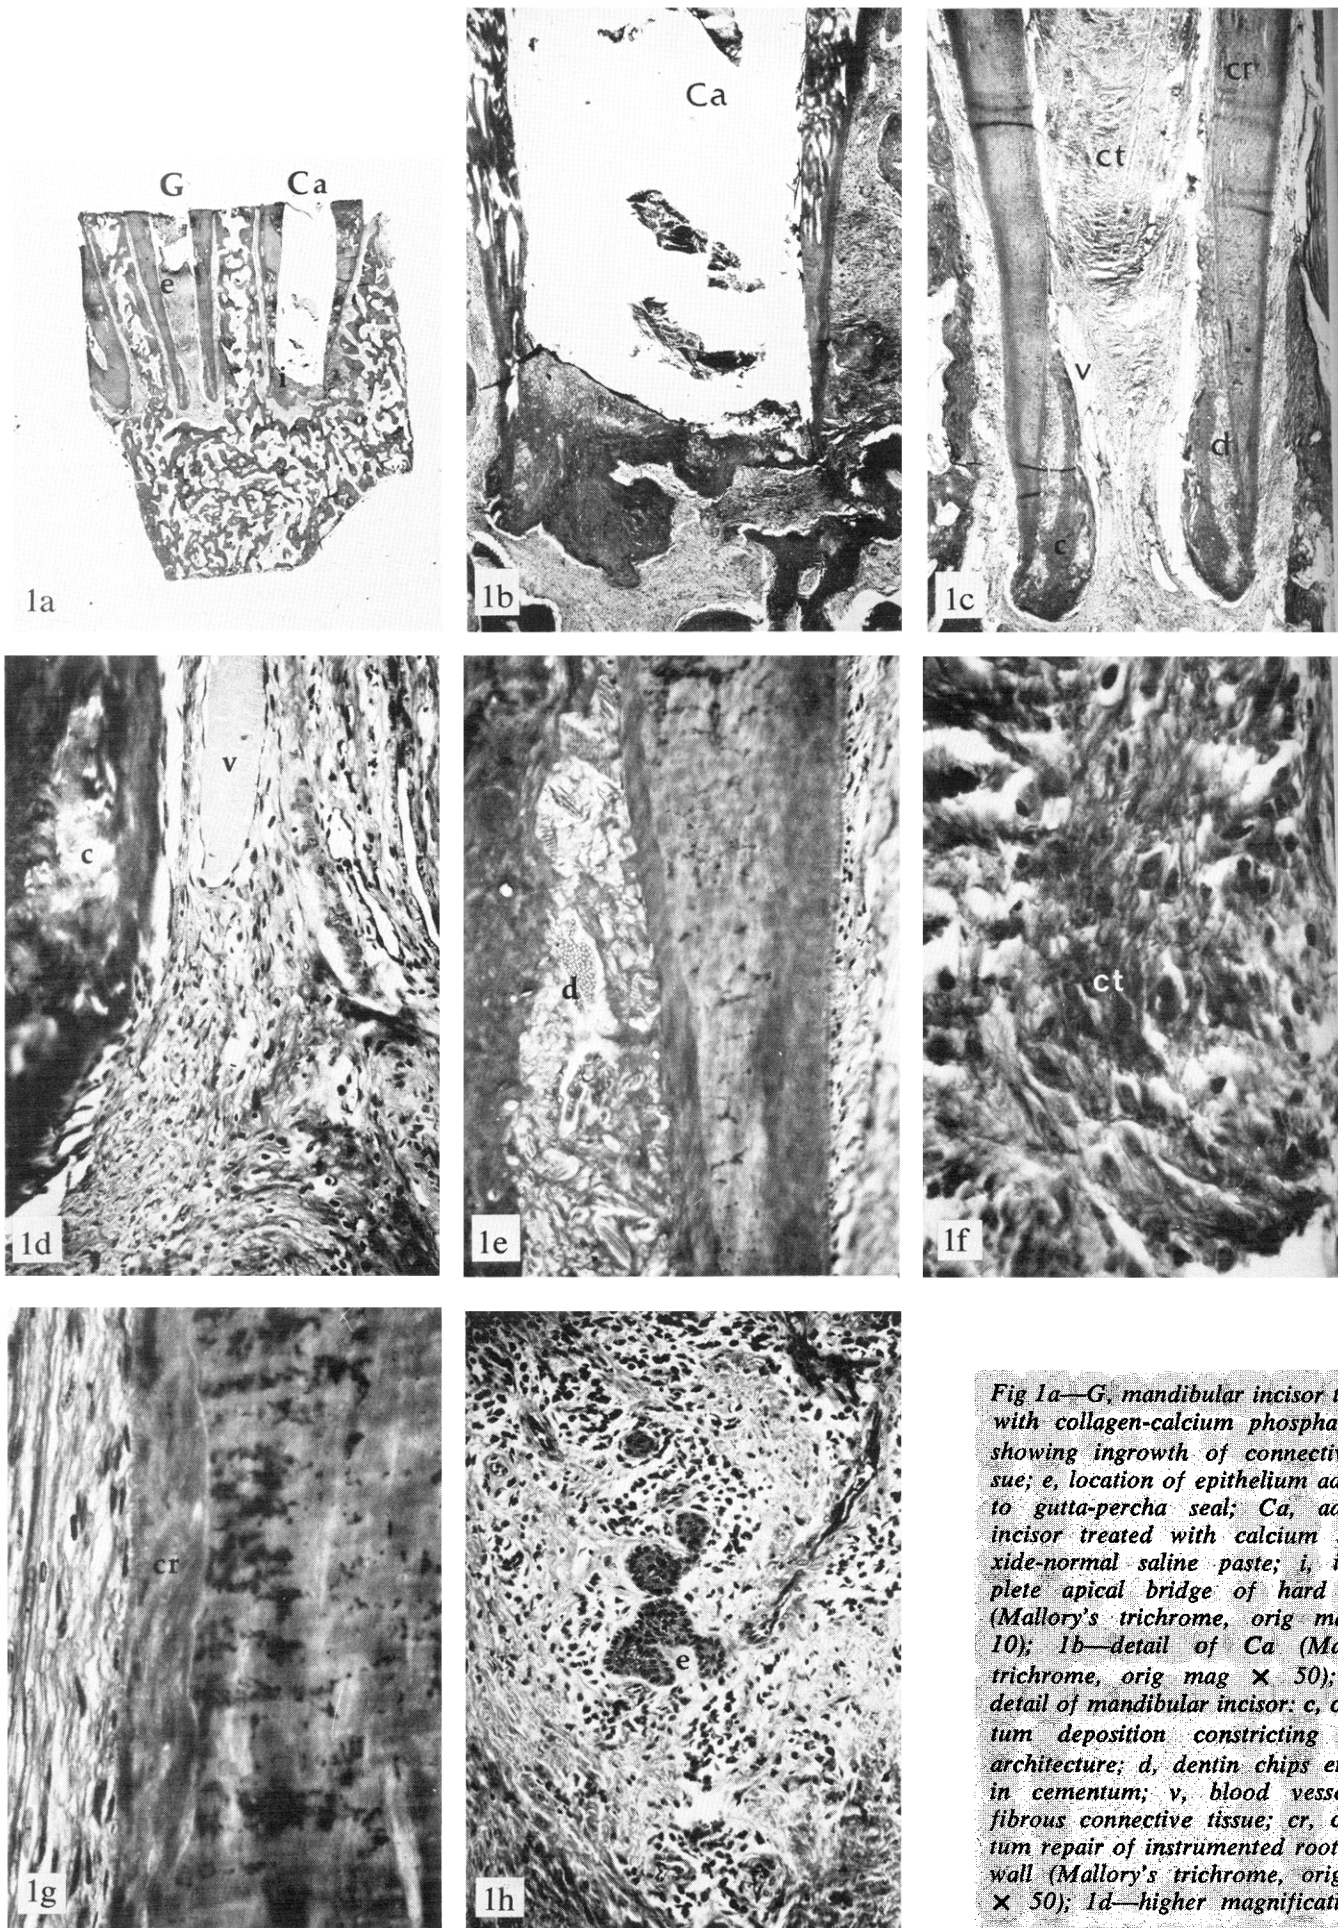 G
Ca
e
i
1a
Ca
1b
cr
ct
v
d
c
1c
v
c
1d
d
1e
ct
1f
cr
1g
e
1h
Fig 1a—G, mandibular incisor
with collagen-calcium
showing ingrowth of
sue; e, location of epithelium
to gutta-percha seal; Ca,
incisor treated with calcium
xide-normal saline paste; i,
plete apical bridge of hard
(Mallory's trichrome, orig
10); 1b—detail of Ca
trichrome, orig mag × 50);
detail of mandibular incisor: c,
tum deposition constricting
architecture; d, dentin chips
in cementum; v, blood
fibrous connective tissue; cr,
tum repair of instrumented root
wall (Mallory's trichrome, orig
× 50); 1d—higher